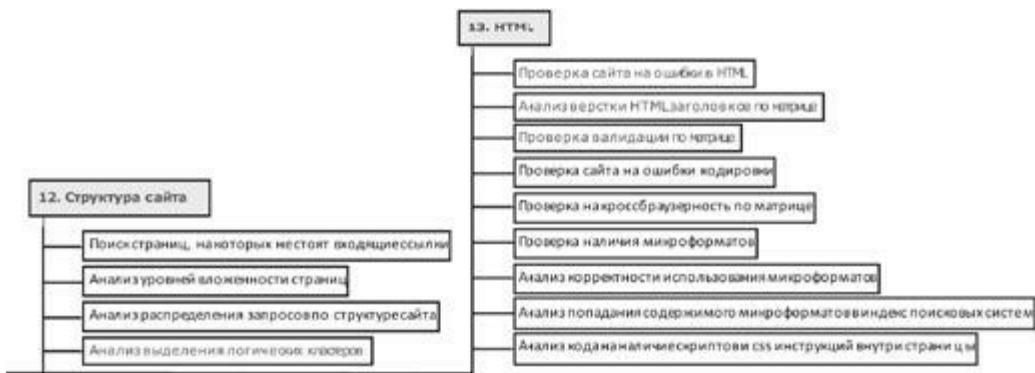 13. HTML
Проверка сайта на ошибки в HTML
Анализ верстки HTML заголовков по матрице
Проверка валидации по матрице
Проверка сайта на ошибки кодировки
Проверка на кроссбраузерность по матрице
Проверка наличия микроформатов
Анализ корректности использования микроформатов
Анализ попадания содержимого микроформатов в индекс поисковых систем
Анализ кода на наличие скриптов и css инструкций внутри страницы
12. Структура сайта
Поиск страниц, на которых не стоят входящие ссылки
Анализ уровней вложенности страниц
Анализ распределения запросов по структуре сайта
Анализ выделения логических кластеров